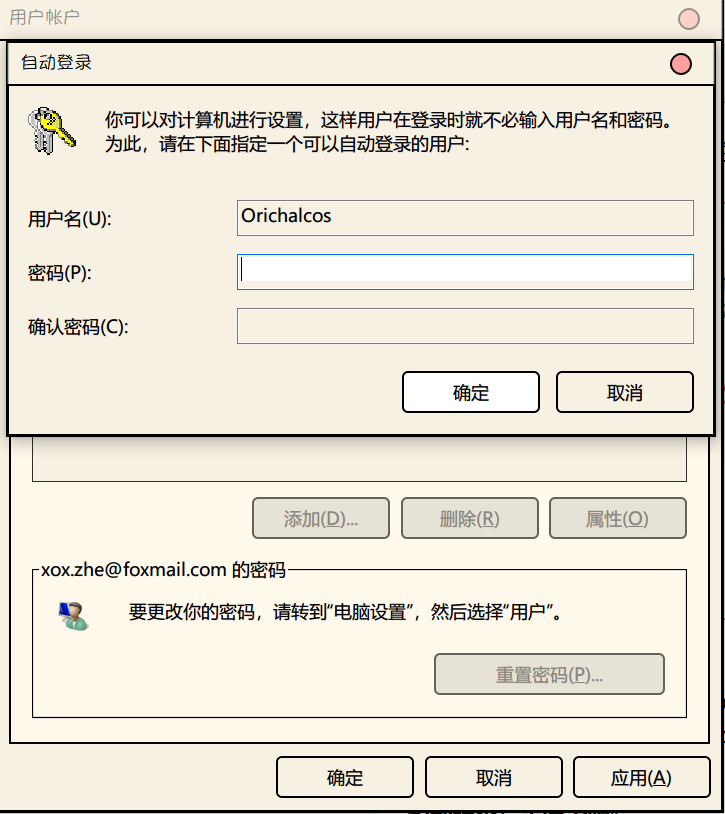 用户帐户
自动登录
你可以对计算机进行设置，这样用户在登录时就不必输入用户名和密码。
为此，请在下面指定一个可以自动登录的用户:
用户名(U):
Orichalcos
密码(P):
确认密码(C):
确定
取消
添加(D)...
删除(R)
属性(O)
xox.zhe@foxmail.com 的密码
要更改你的密码，请转到“电脑设置”，然后选择“用户”。
重置密码(P)...
确定
取消
应用(A)